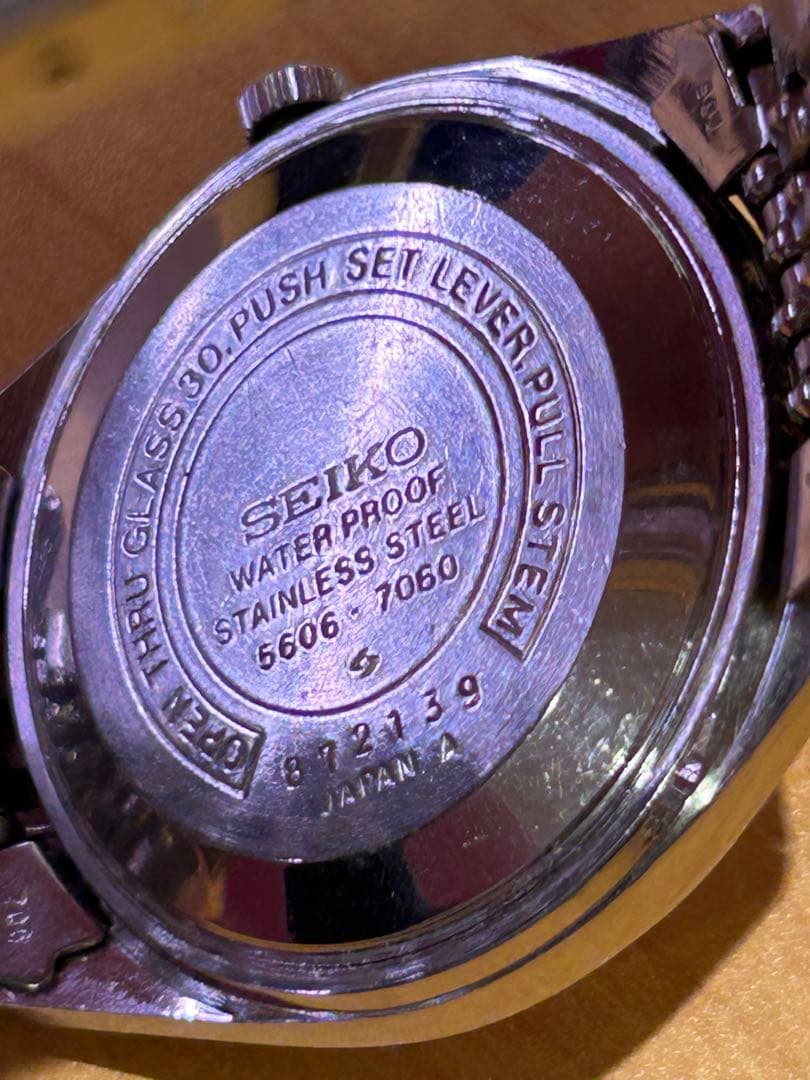 OPEN THRU GLASS 30. PUSH SET LEVER. PULL STEM
SEIKO
WATER PROOF
STAINLESS STEEL
5606-7060
872139
JAPAN A